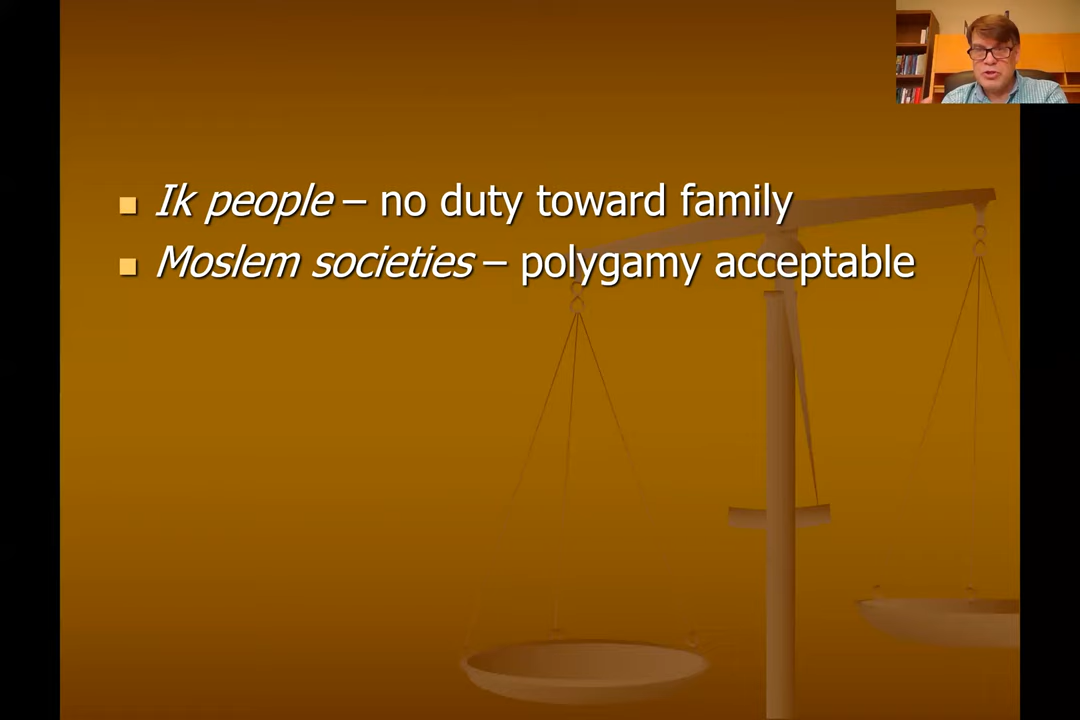 Ik people – no duty toward family
Moslem societies – polygamy acceptable